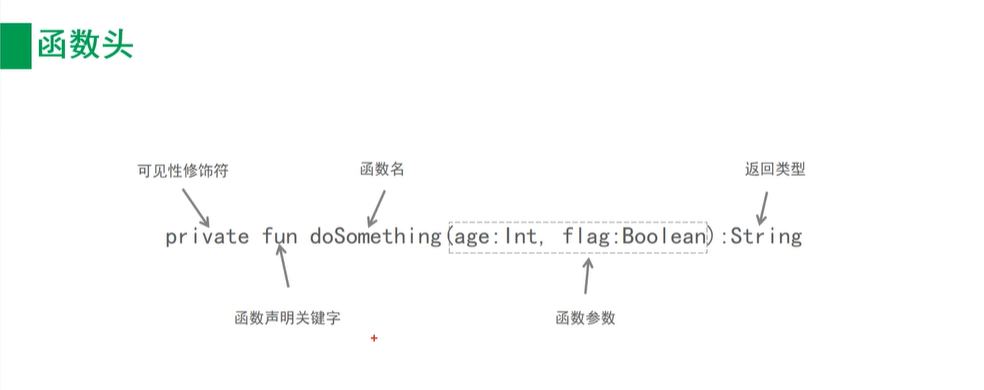 函数头
可见性修饰符
函数名
返回类型
private fun doSomething(age:Int, flag:Boolean):String
函数声明关键字
函数参数